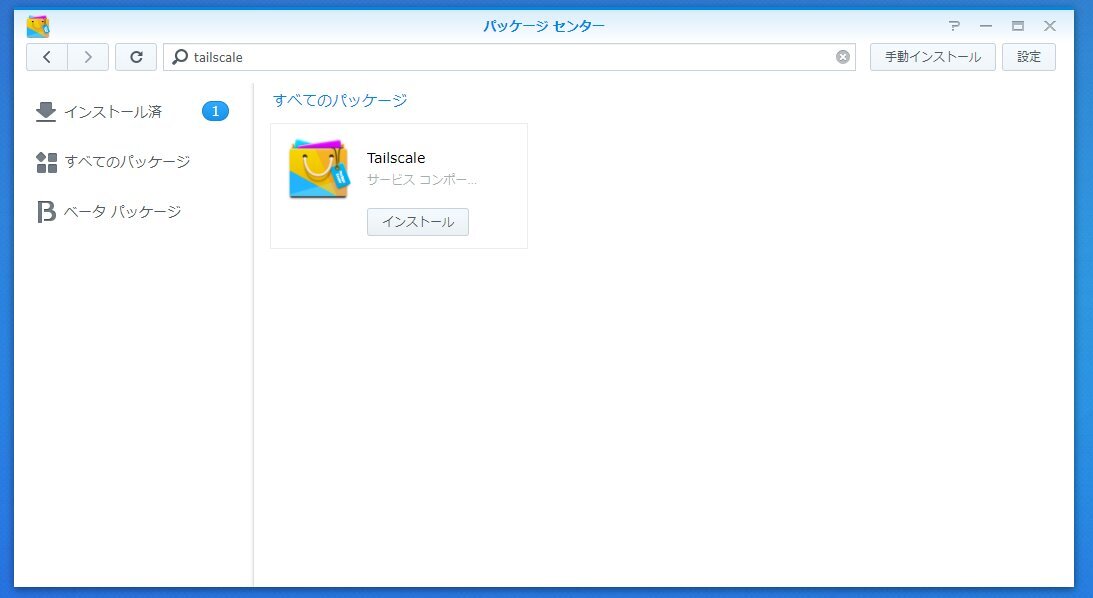 パッケージ センター
tailscale
手動インストール
設定
インストール済
1
すべてのパッケージ
ベータ パッケージ
すべてのパッケージ
Tailscale
サービス コンポー...
インストール